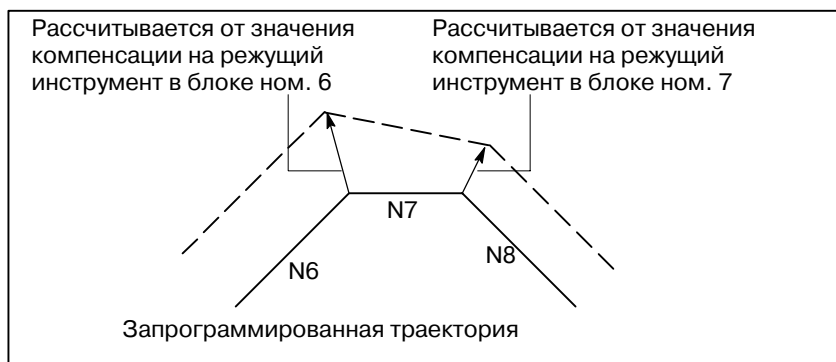 Рассчитывается от значения
компенсации на режущий
инструмент в блоке ном. 6
Рассчитывается от значения
компенсации на режущий
инструмент в блоке ном. 7
N7
N6
N8
Запрограммированная траектория